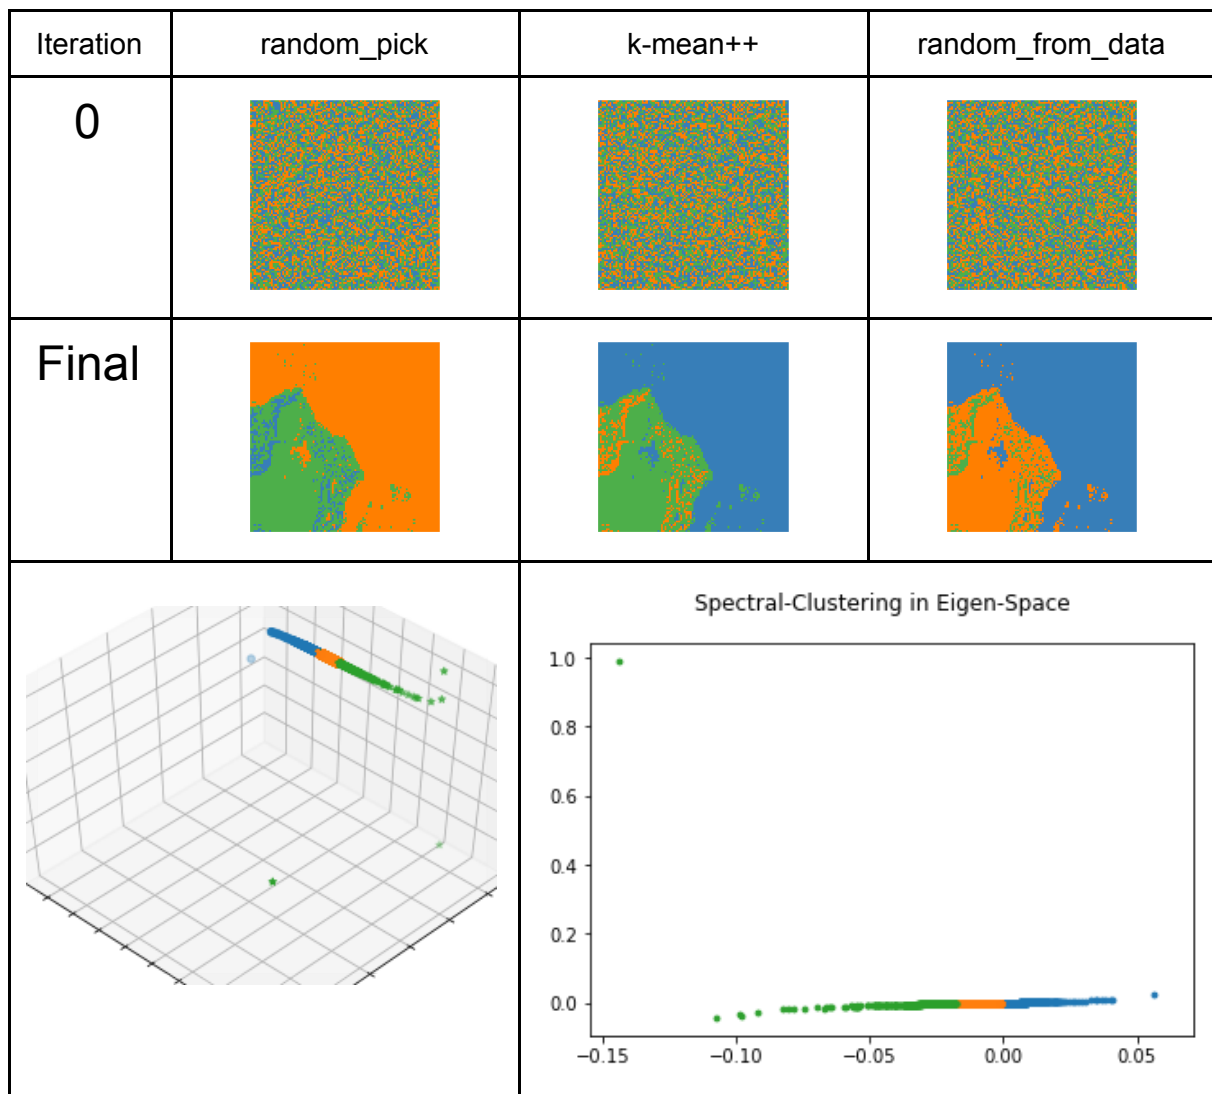 Iteration random_pick k-mean++ random_from_data
0
Final
Spectral-Clustering in Eigen-Space
1.0
0.8
0.6
0.4
0.2
0.0
−0.15 −0.10 −0.05 0.00 0.05